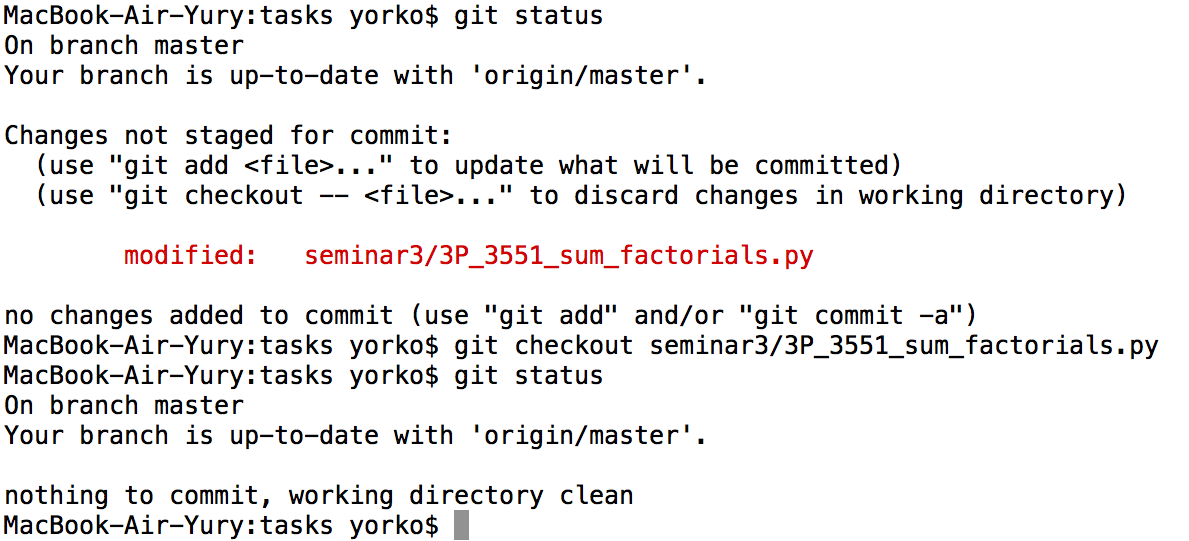 MacBook-Air-Yury:tasks yorko$ git status
On branch master
Your branch is up-to-date with 'origin/master'.
Changes not staged for commit:
(use "git add <file>..." to update what will be committed)
(use "git checkout -- <file>..." to discard changes in working directory)
modified: seminar3/3P_3551_sum_factorials.py
no changes added to commit (use "git add" and/or "git commit -a")
MacBook-Air-Yury:tasks yorko$ git checkout seminar3/3P_3551_sum_factorials.py
MacBook-Air-Yury:tasks yorko$ git status
On branch master
Your branch is up-to-date with 'origin/master'.
nothing to commit, working directory clean
MacBook-Air-Yury:tasks yorko$